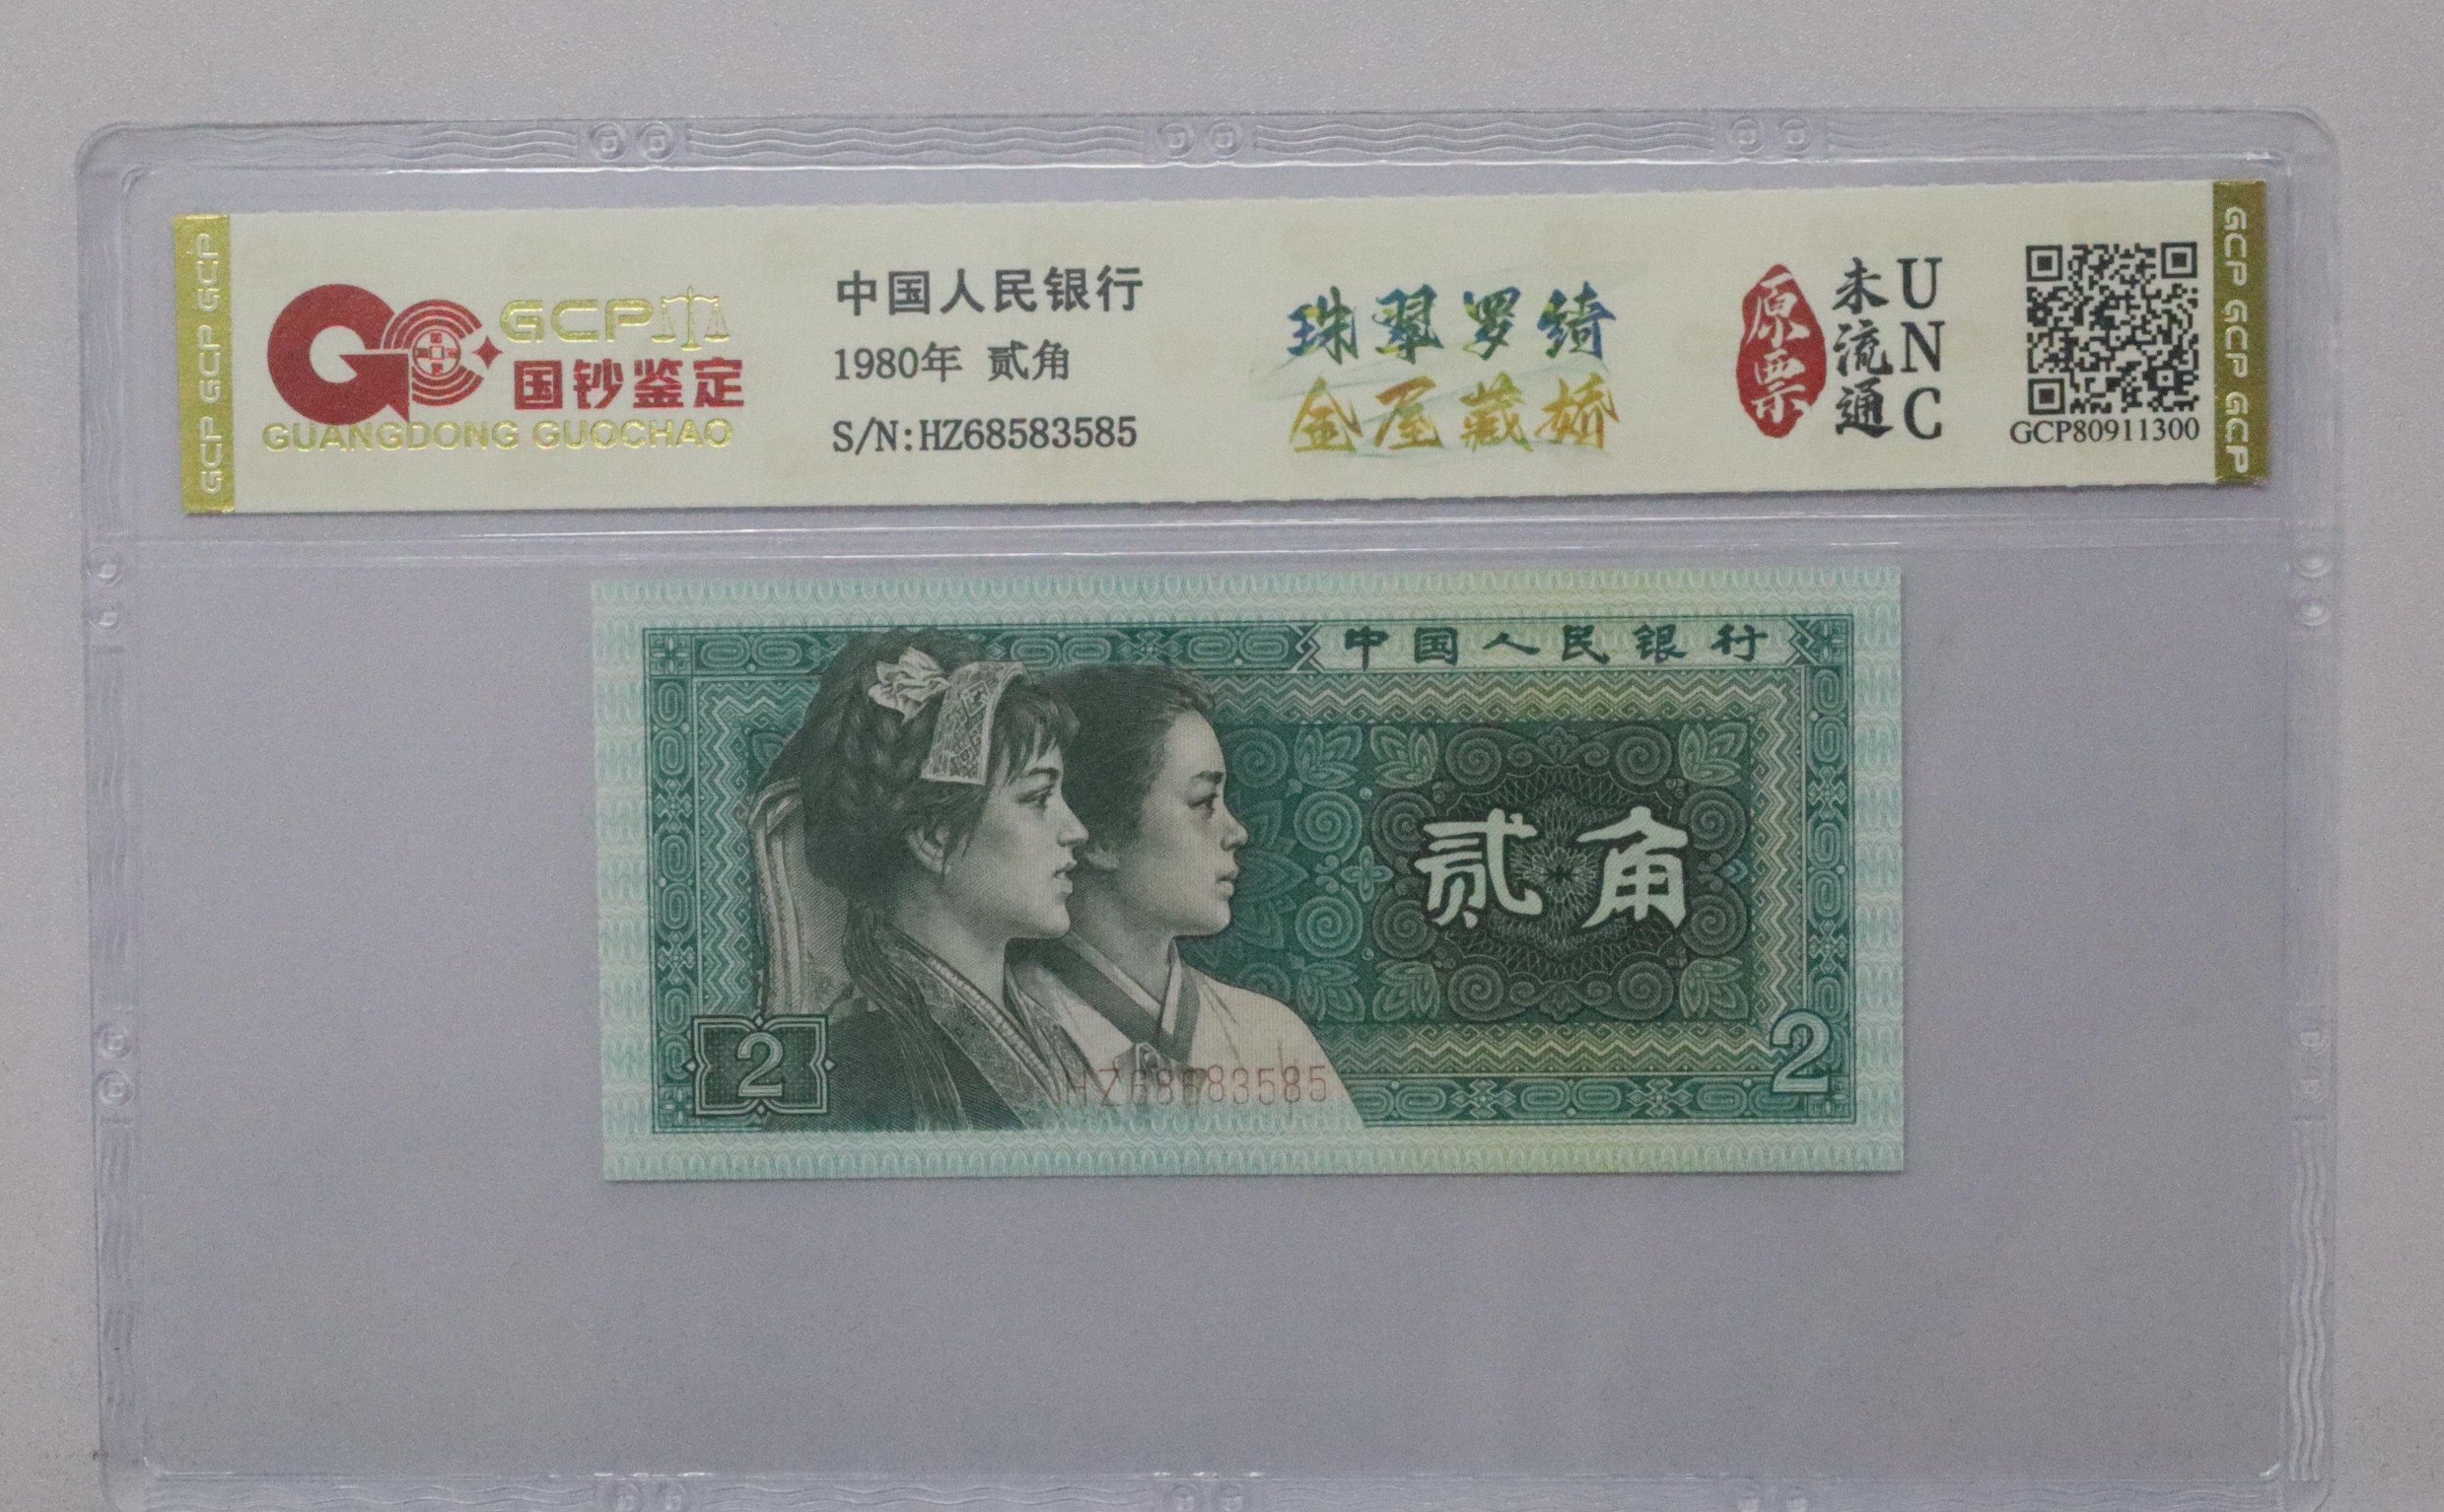 GCP GCP GCP
GCP
国钞鉴定
GUANGDONG GUOCHAO
中国人民银行
1980年 贰角
S/N:HZ68583585
珠翠罗绮
金屋藏娇
原票
未流通
UNC
GCP80911300
GCP GCP GCP
中国人民银行
贰角
2
2
HZ68583585